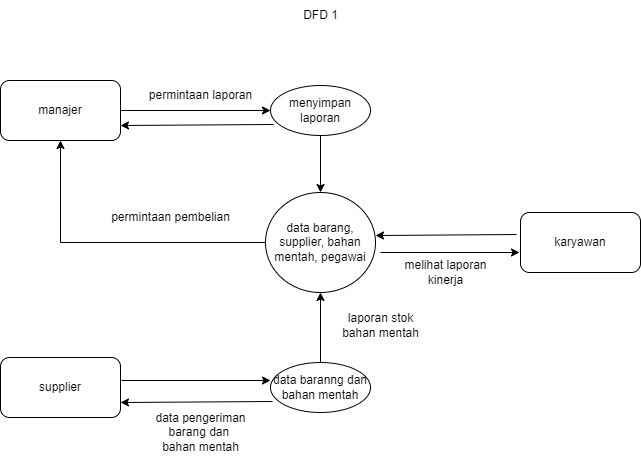 DFD 1
permintaan laporan
manajer
menyimpan
laporan
permintaan pembelian
data barang,
supplier, bahan
mentah, pegawai
karyawan
melihat laporan
kinerja
laporan stok
bahan mentah
supplier
data baranng dan
bahan mentah
data pengeriman
barang dan
bahan mentah